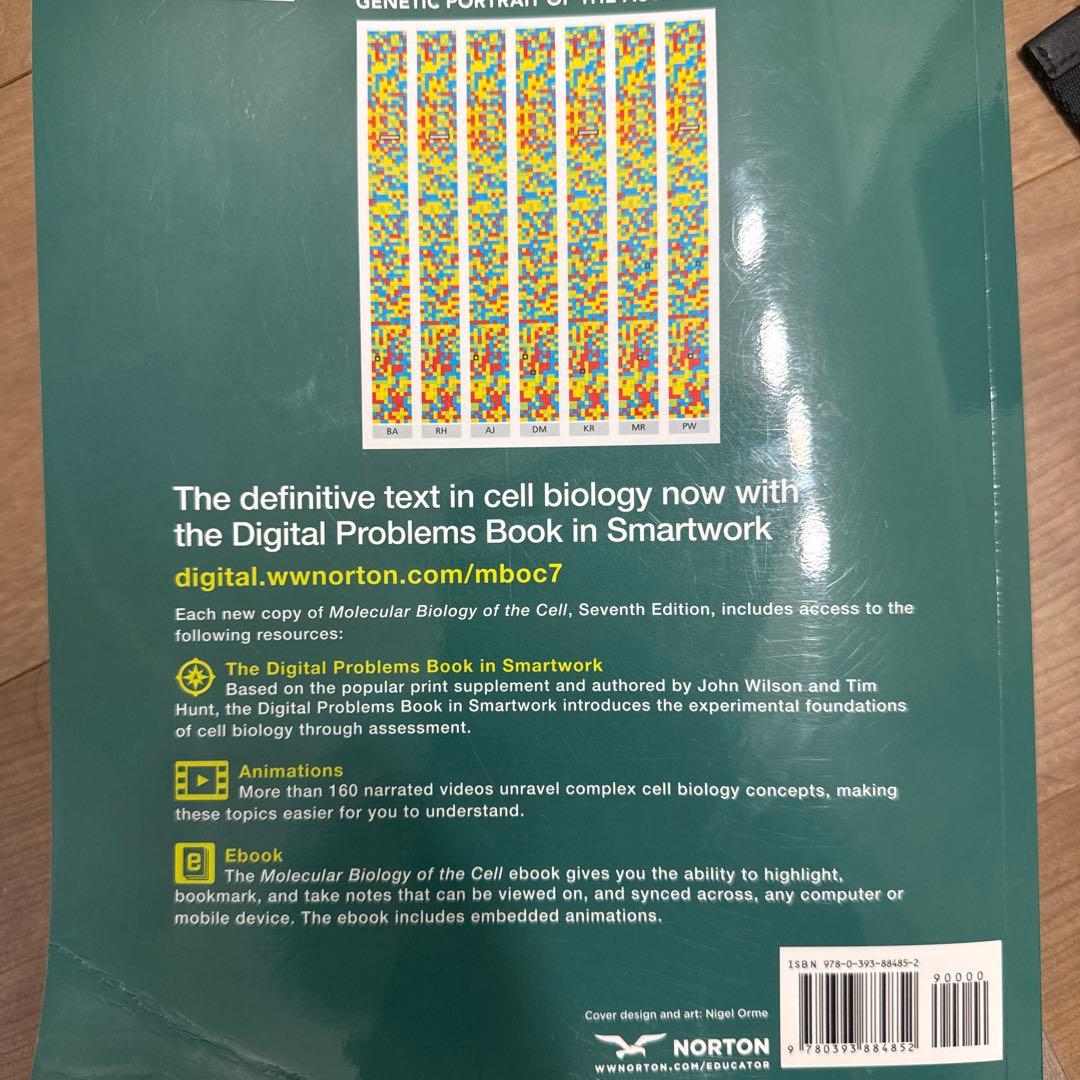 GENETIC PORTRAIT OF THE
BA RH AJ DM KR MR PW
The definitive text in cell biology now with
the Digital Problems Book in Smartwork
digital.wwnorton.com/mboc7
Each new copy of Molecular Biology of the Cell, Seventh Edition, includes access to the
following resources:
The Digital Problems Book in Smartwork
Based on the popular print supplement and authored by John Wilson and Tim
Hunt, the Digital Problems Book in Smartwork introduces the experimental foundations
of cell biology through assessment.
Animations
More than 160 narrated videos unravel complex cell biology concepts, making
these topics easier for you to understand.
e Ebook
The Molecular Biology of the Cell ebook gives you the ability to highlight,
bookmark, and take notes that can be viewed on, and synced across, any computer or
mobile device. The ebook includes embedded animations.
ISBN 978-0-393-88485-2
90000
9 780393 884852
Cover design and art: Nigel Orme
NORTON
WWNORTON.COM/EDUCATOR